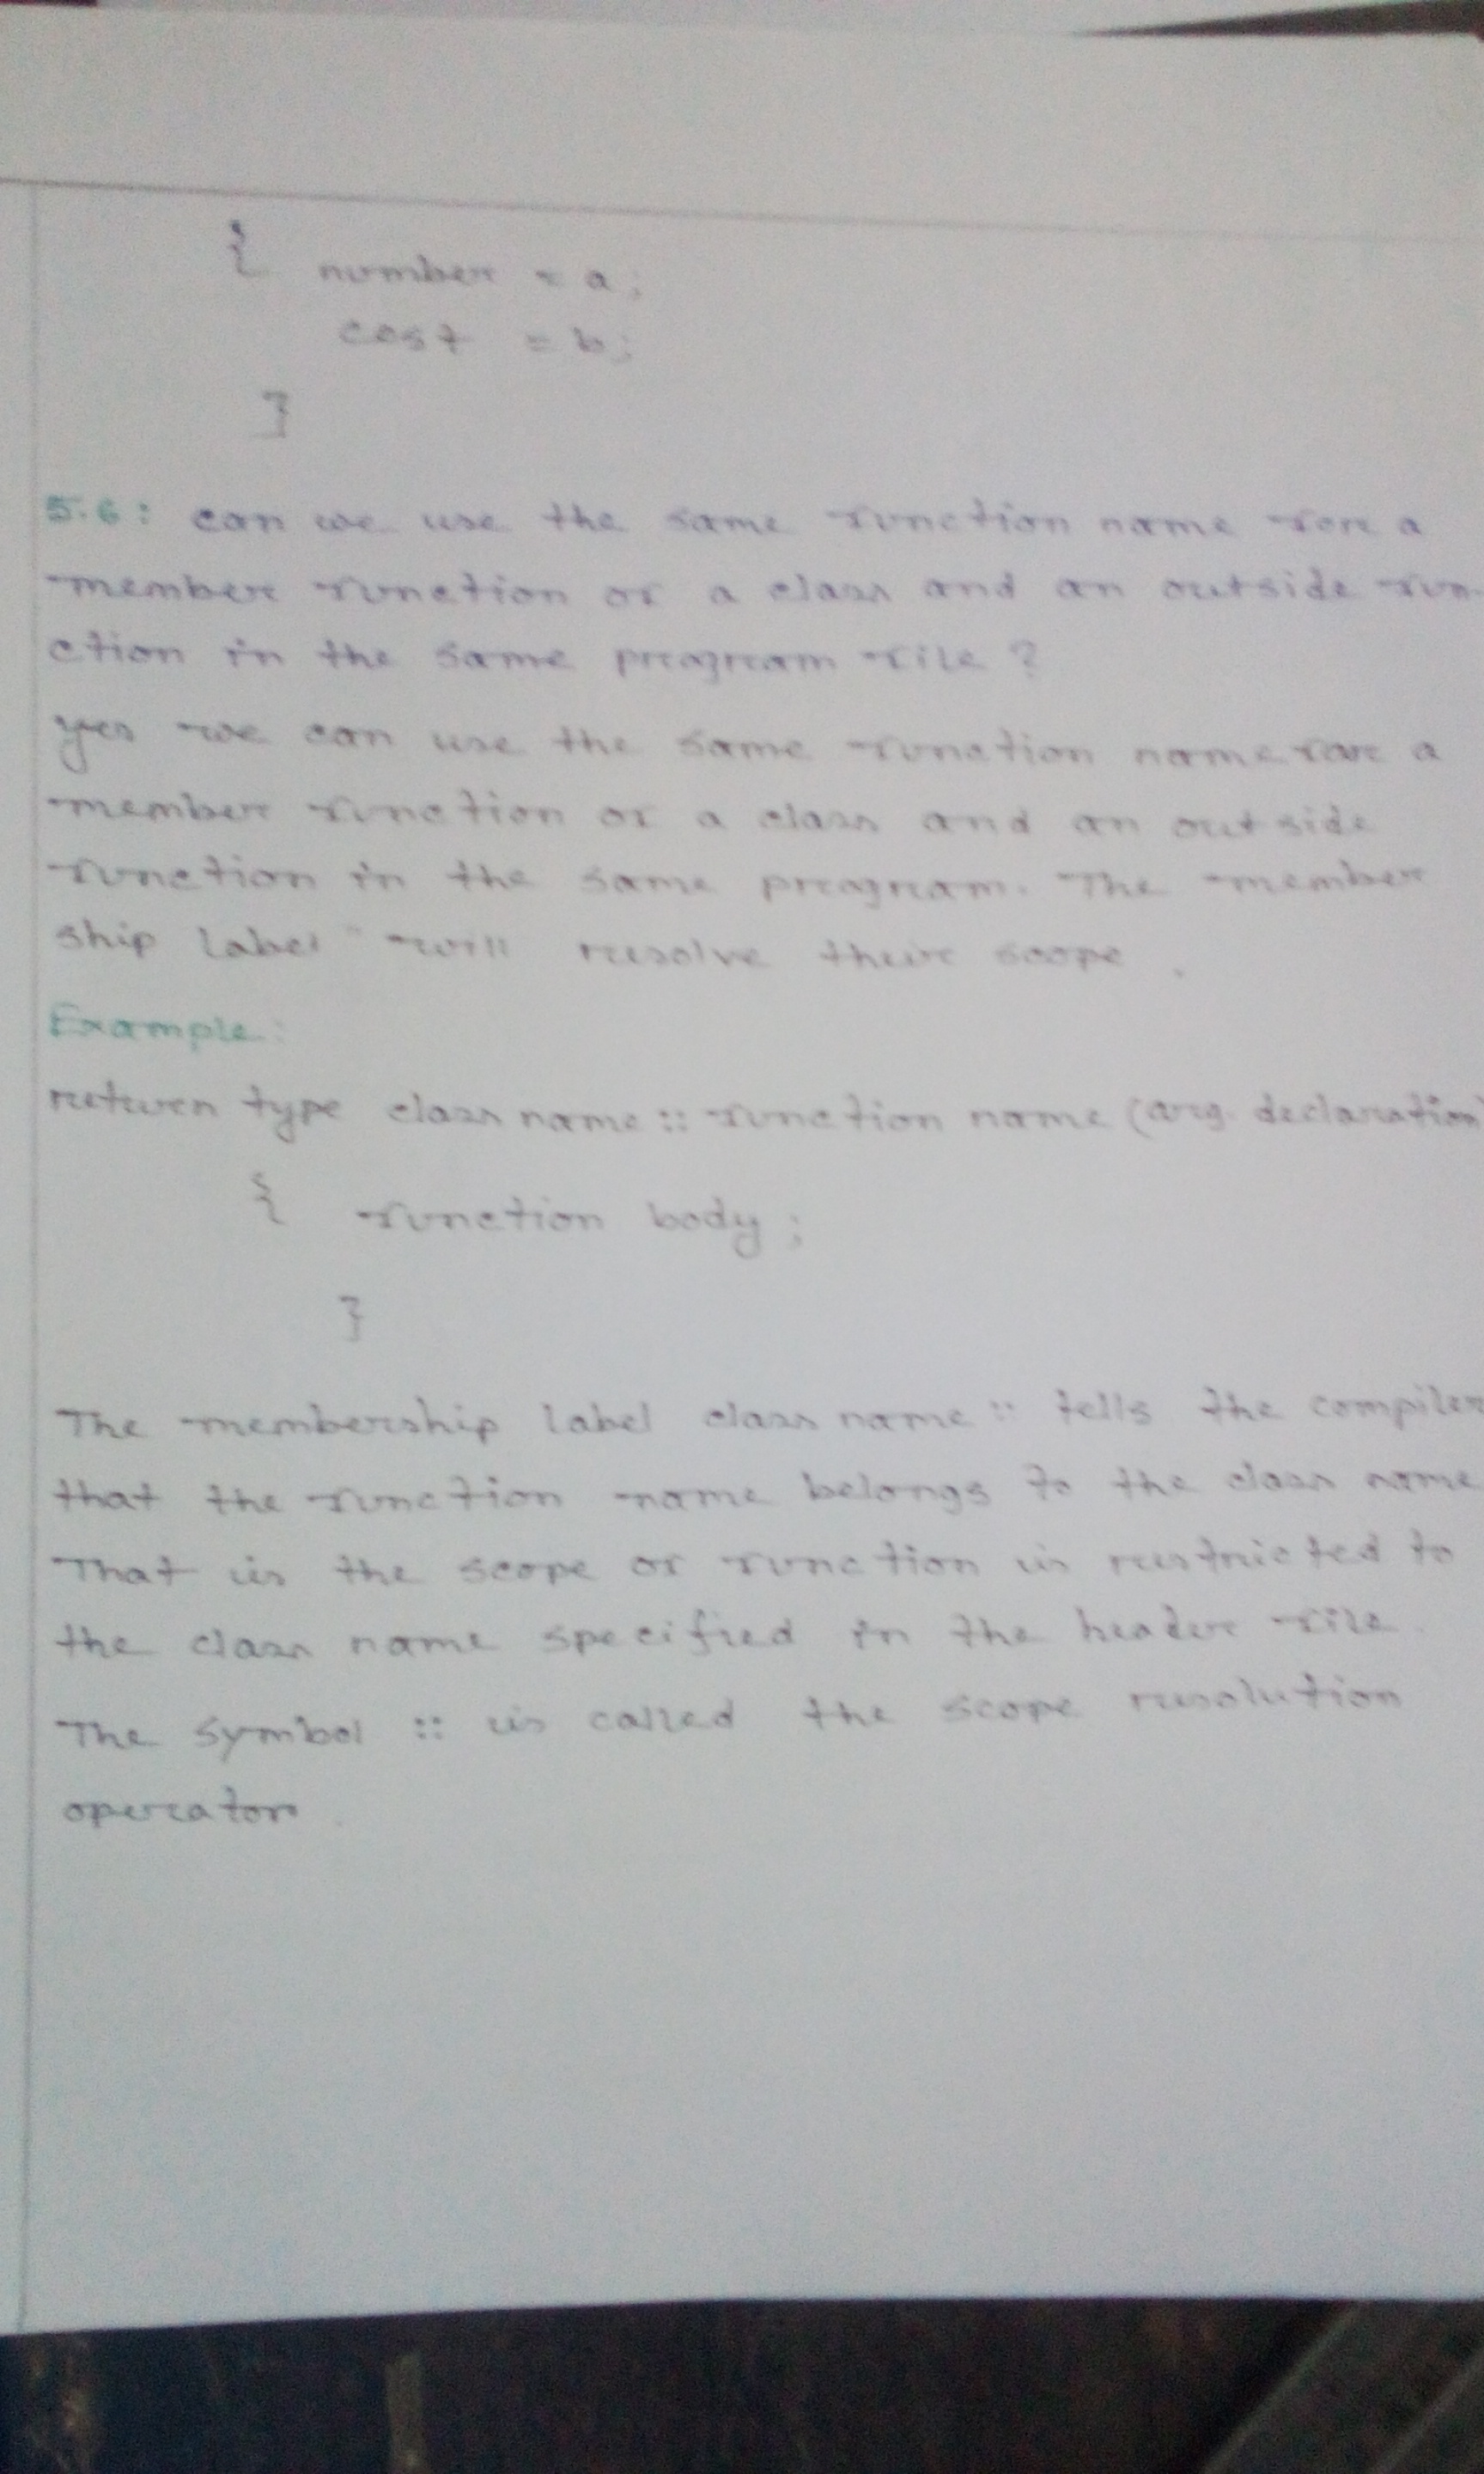 { number = a;
cost = b;
}
5.6: can we use the same function name for a
member function of a class and an outside fun-
ction in the same program file ?
yes we can use the same function name for a
member function of a class and an outside
function in the same program. The member
ship label will resolve their scope .
Example:
return type class name :: function name (arg. declaration)
{ function body ;
}
The membership label class name :: tells the compiler
that the function name belongs to the class name
That is the scope of function is restricted to
the class name specified in the header file.
The symbol :: is called the scope resolution
operator.